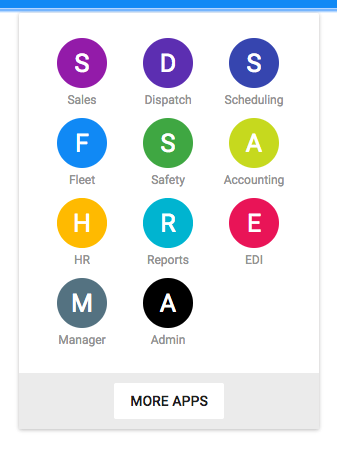 S D S
Sales Dispatch Scheduling
F S A
Fleet Safety Accounting
H R E
HR Reports EDI
M A
Manager Admin
MORE APPS